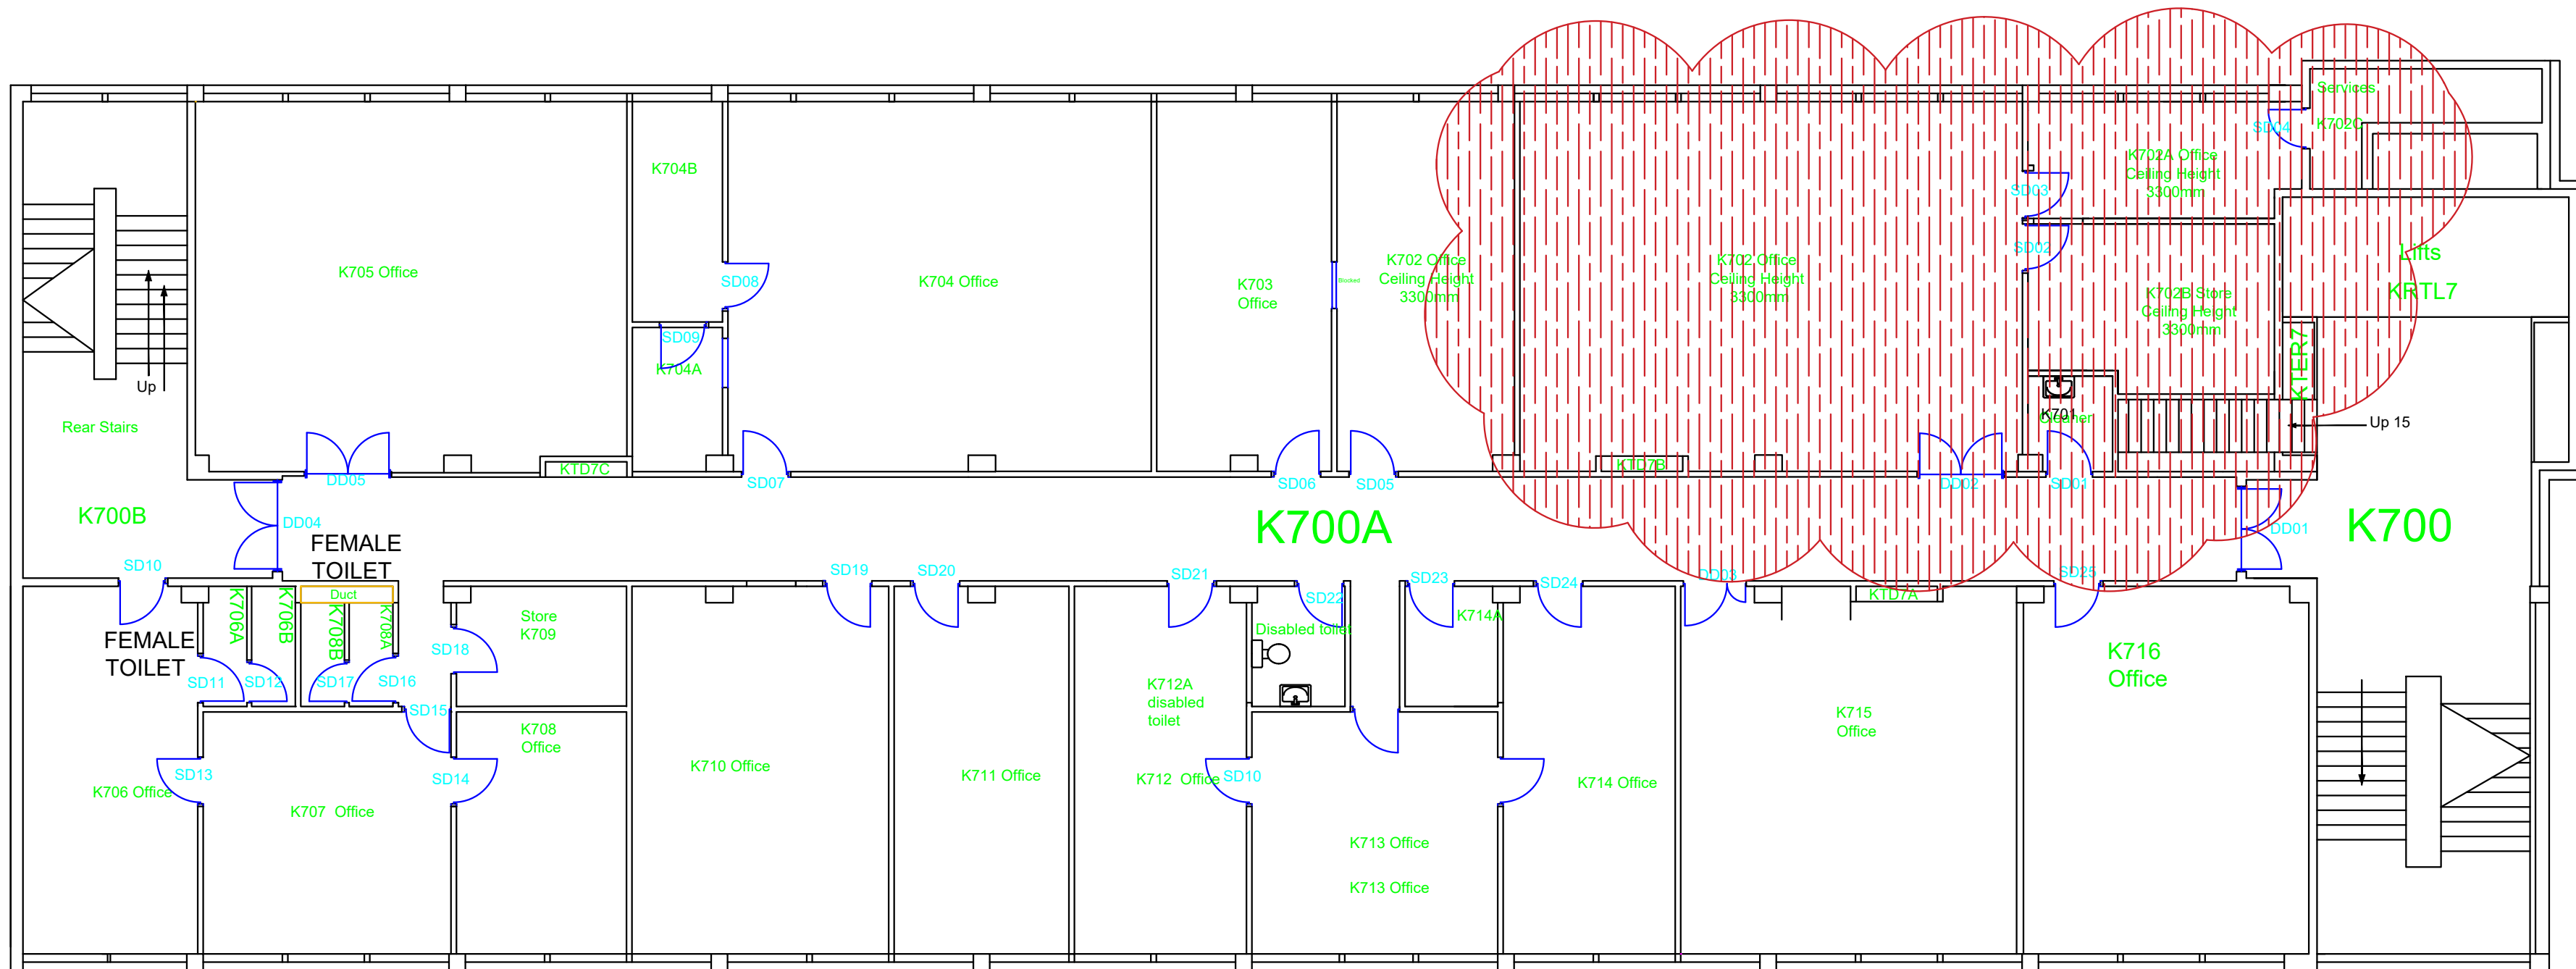 Services
K702C
SD04
K702A Office
Ceiling Height
3300mm
K704B
SD03
SD02
K705 Office
SD08
K704 Office
K703
Office
Blocked
K702 Office
Ceiling Height
3300mm
K702 Office
Ceiling Height
3300mm
K702B Store
Ceiling Height
3300mm
Lifts
KRTL7
SD09
K704A
KTER7
Up
Rear Stairs
K701
Cleaner
Up 15
KTD7C
KTD7B
DD05
SD07
SD06
SD05
DD02
SD01
K700B
DD04
K700A
DD01
K700
FEMALE
TOILET
SD10
SD19
SD20
SD21
SD23
SD24
DD03
SD25
Duct
KTD7A
K706A
K706B
K708B
K708A
Store
K709
SD22
K714A
Disabled toilet
FEMALE
TOILET
SD18
K716
Office
SD11
SD12
SD17
SD16
K712A
disabled
toilet
SD15
K708
Office
K715
Office
SD13
SD14
K710 Office
K711 Office
K712 Office
SD10
K714 Office
K706 Office
K707 Office
K713 Office
K713 Office